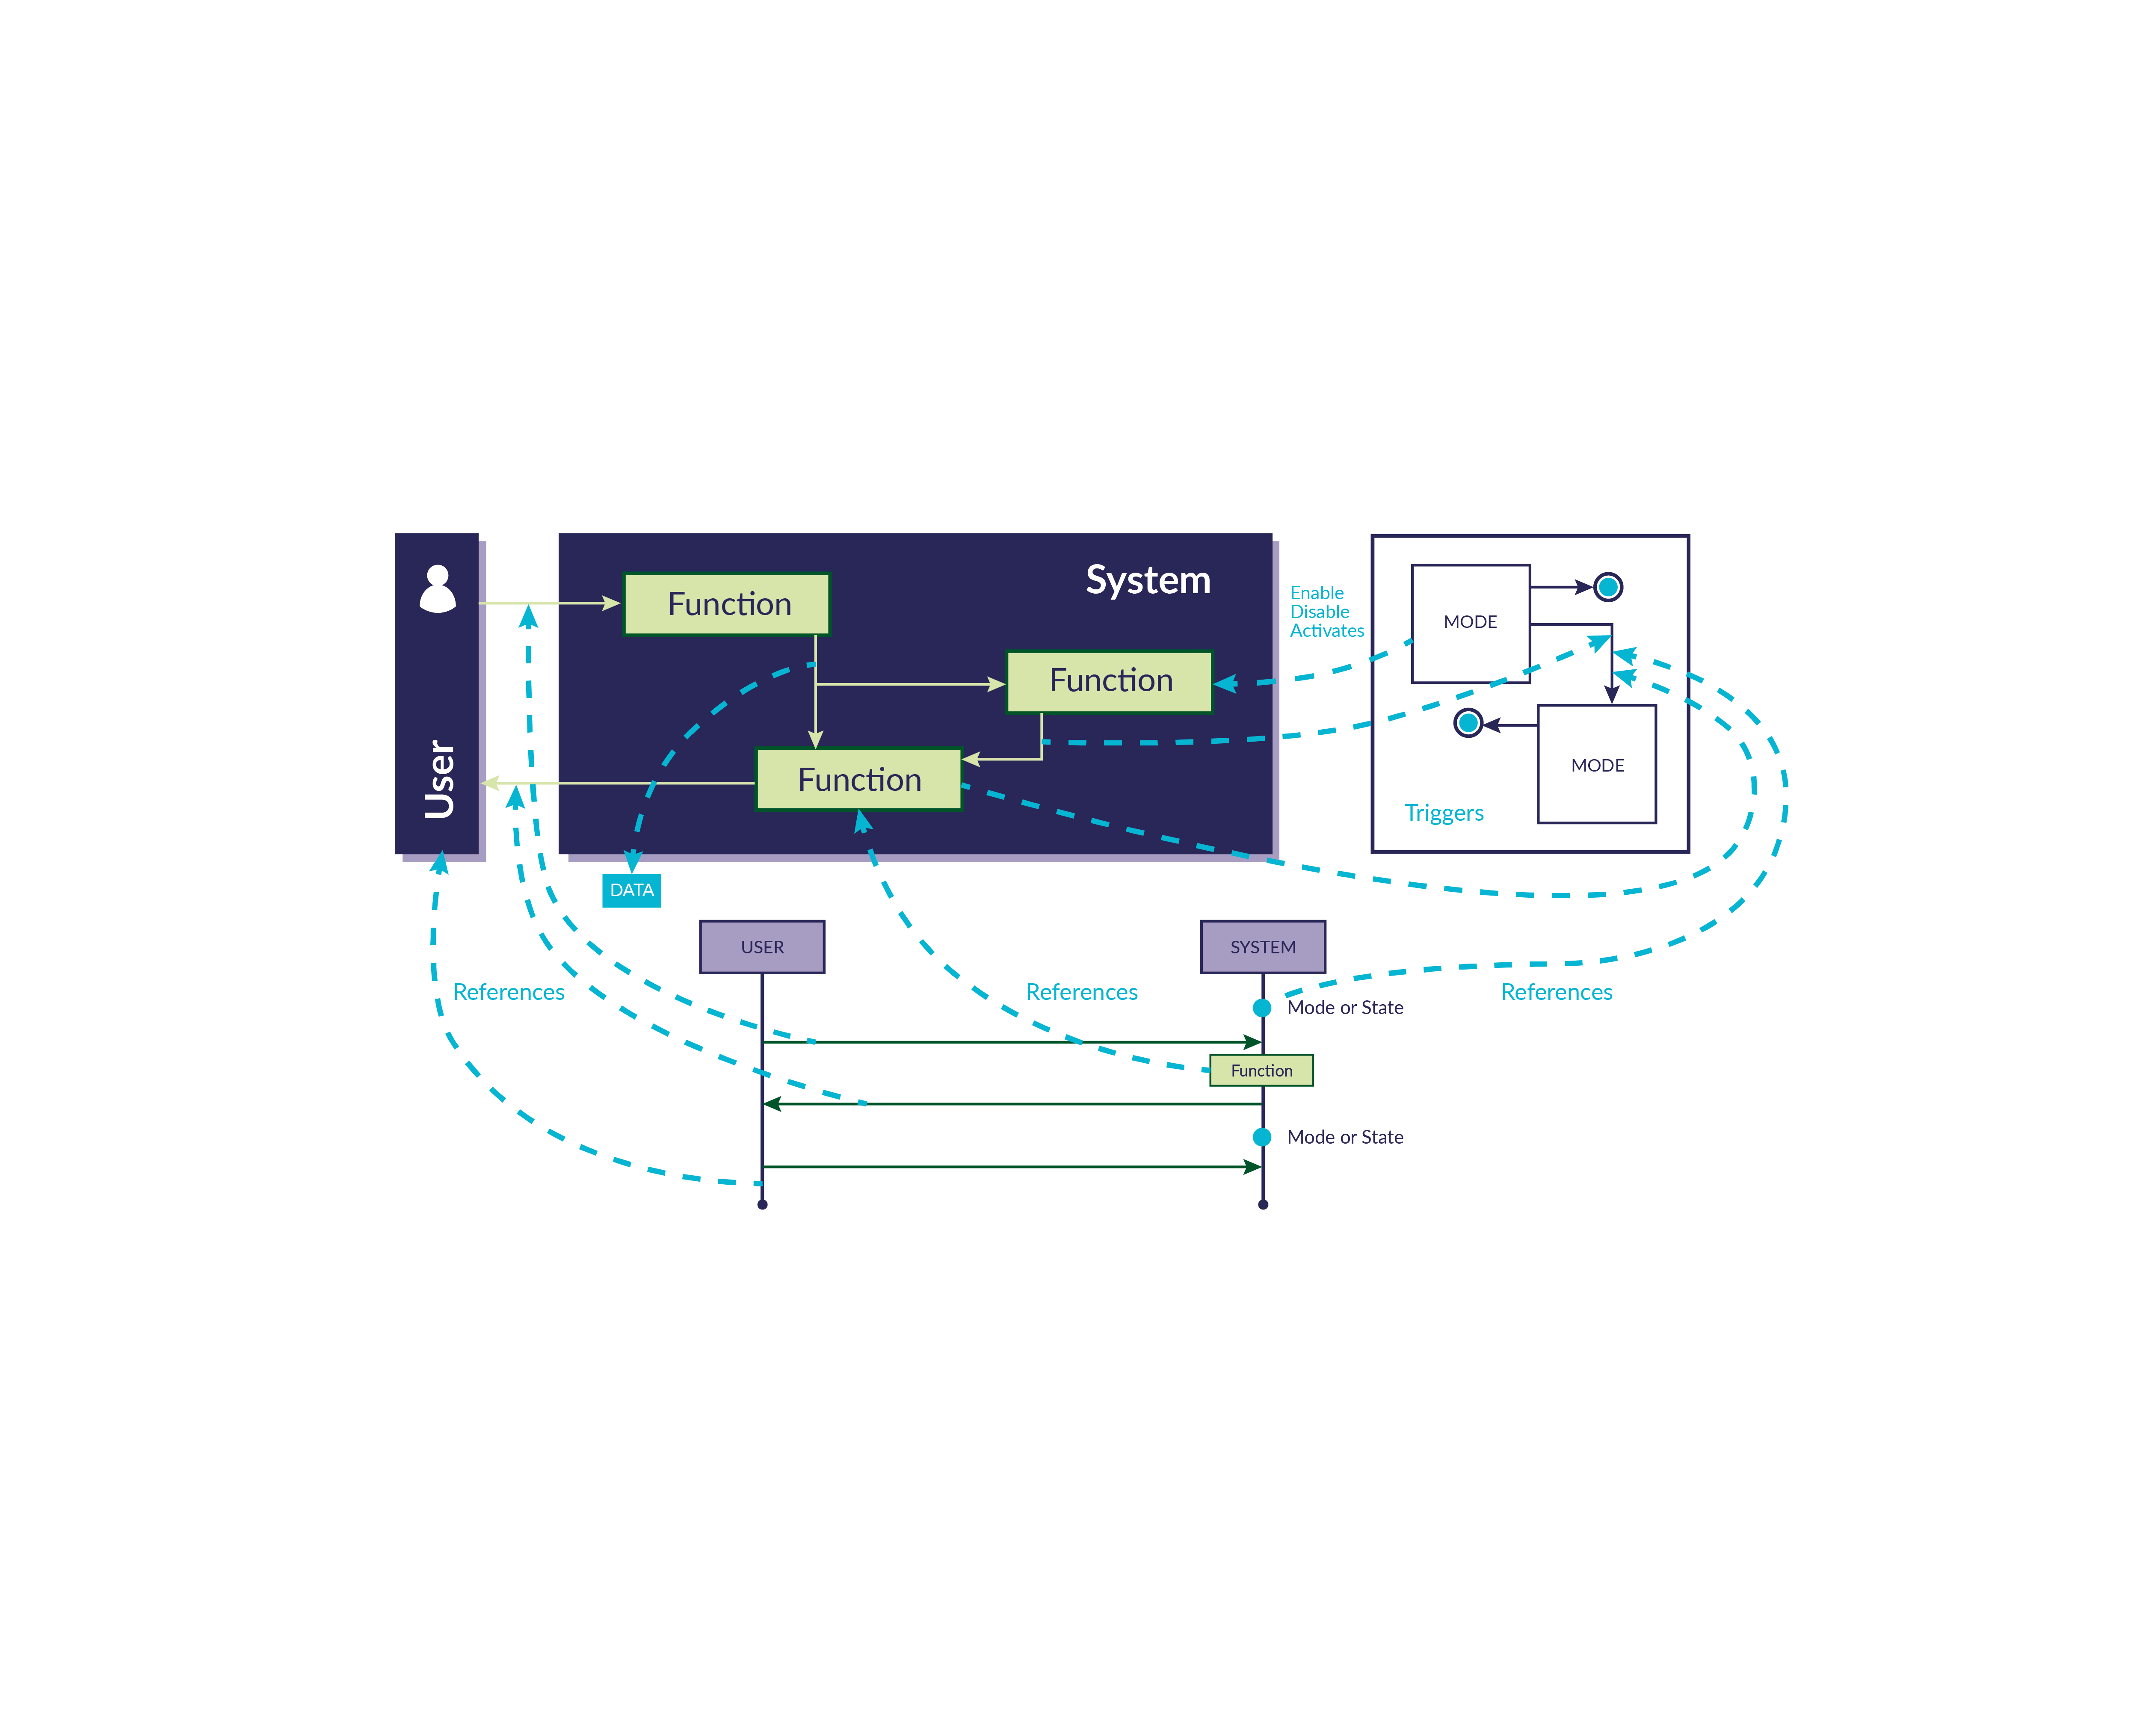 System
Function
Enable
Disable
Activates
MODE
Function
User
Function
MODE
Triggers
DATA
USER
SYSTEM
References
References
Mode or State
References
Function
Mode or State